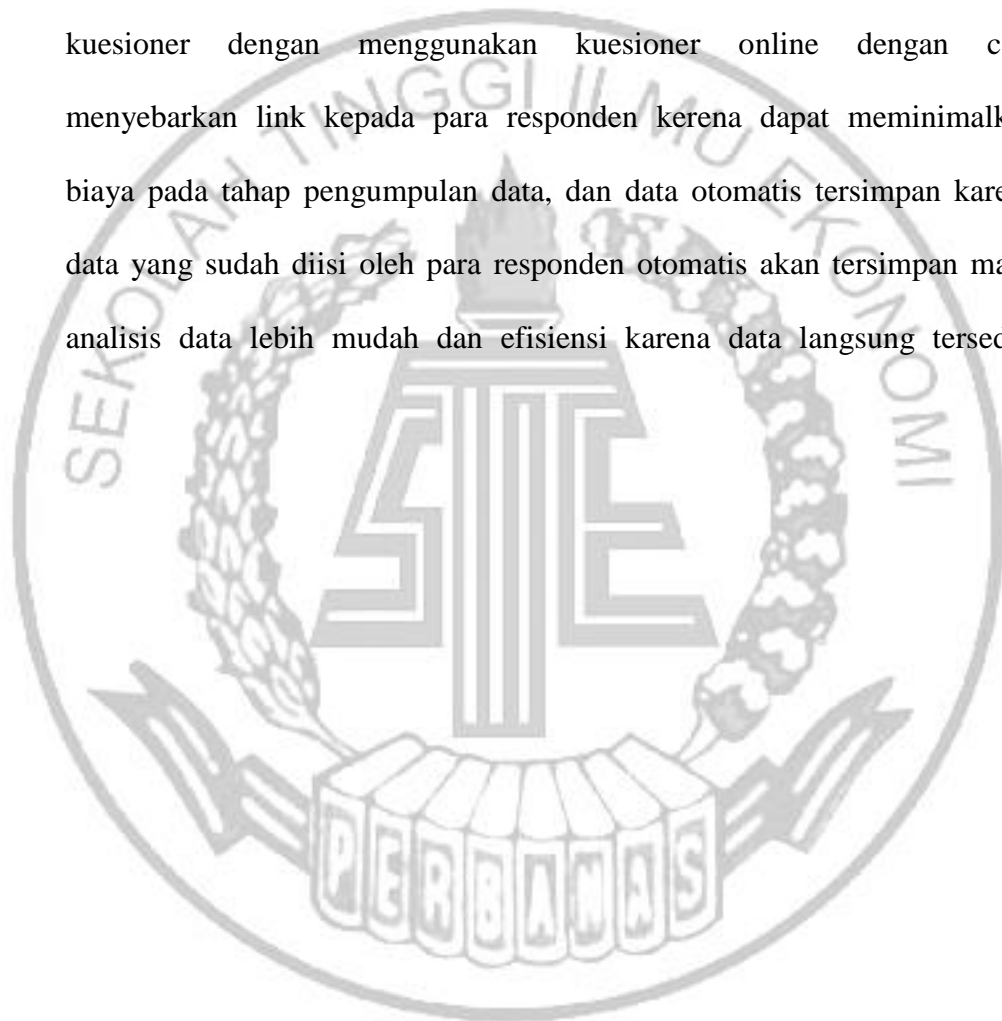 kuesioner dengan menggunakan kuesioner online dengan c
menyebarkan link kepada para responden kerena dapat meminimalk
biaya pada tahap pengumpulan data, dan data otomatis tersimpan kare
data yang sudah diisi oleh para responden otomatis akan tersimpan ma
analisis data lebih mudah dan efisiensi karena data langsung tersed
SEKOLAH TINGGI ILMU EKONOMI
STIE
PERBANAS